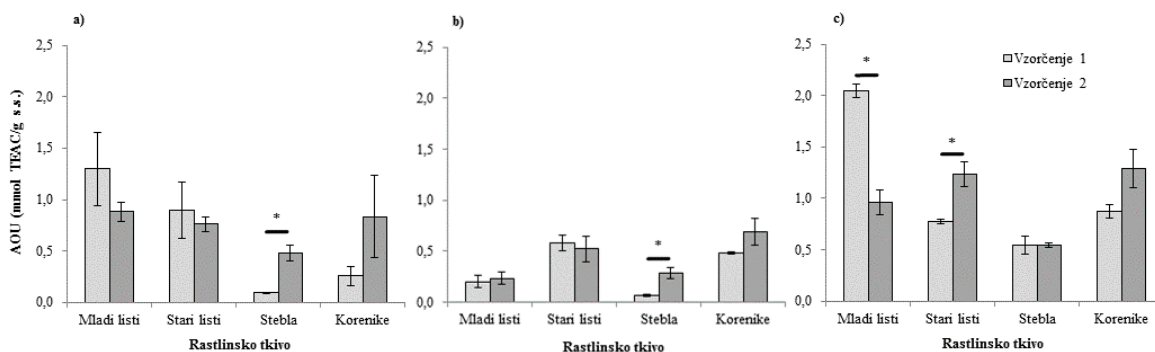 a)
AOU (mmol TEAC/g s.s.)
2,5
2,0
1,5
1,0
0,5
0,0
*
Mladi listi Stari listi Stebla Korenike
Rastlinsko tkivo
b)
2,5
2,0
1,5
1,0
0,5
0,0
*
Mladi listi Stari listi Stebla Korenike
Rastlinsko tkivo
c)
2,5
2,0
1,5
1,0
0,5
0,0
*
*
Vzorčenje 1
Vzorčenje 2
Mladi listi Stari listi Stebla Korenike
Rastlinsko tkivo